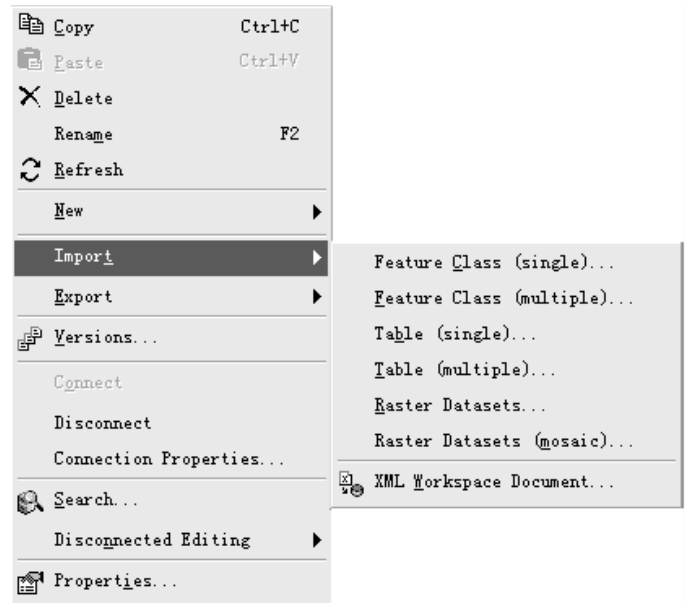 Copy Ctrl+C
Paste Ctrl+V
Delete
Rename F2
Refresh
New
Import
Export
Versions...
Connect
Disconnect
Connection Properties...
Search...
Disconnected Editing
Properties...
Feature Class (single)...
Feature Class (multiple)...
Table (single)...
Table (multiple)...
Raster Datasets...
Raster Datasets (mosaic)...
XML Workspace Document...